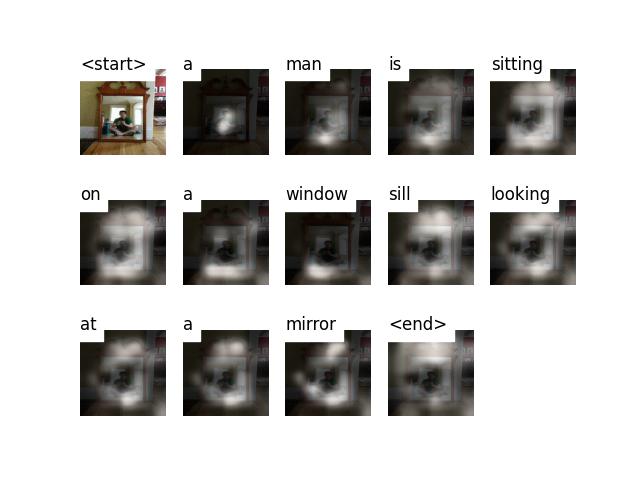 <start> a man is sitting
on a window sill looking
at a mirror <end>